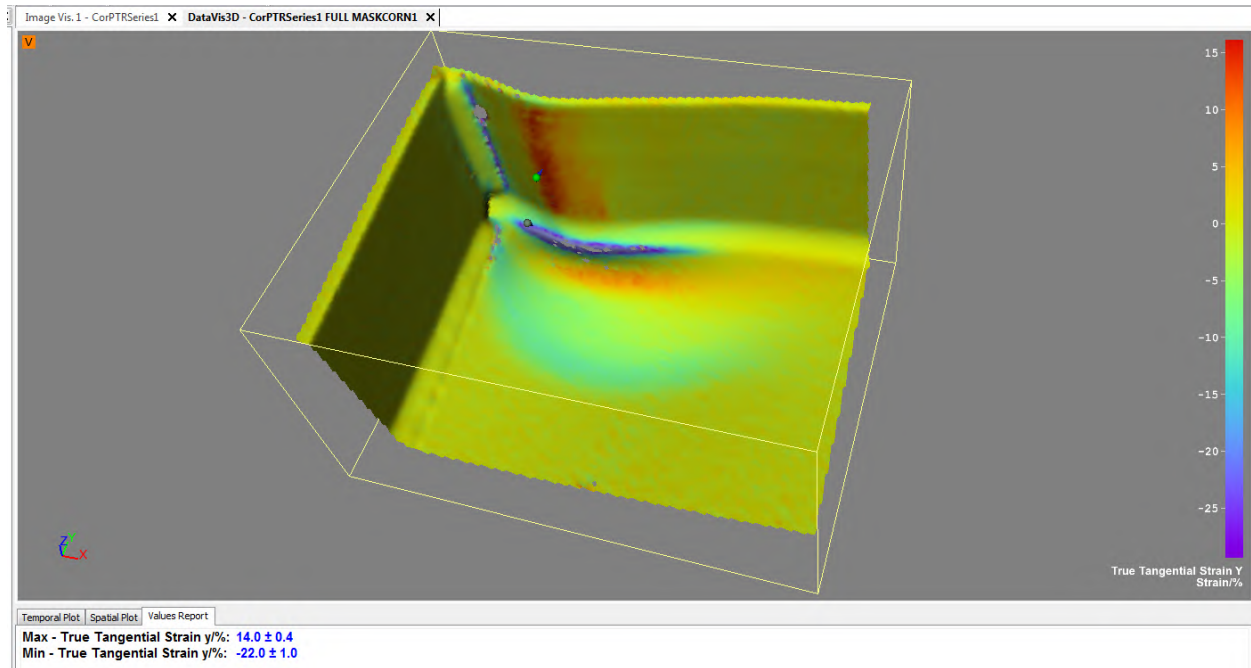 Image Vis. 1 - CorPTRSeries1 X DataVis3D - CorPTRSeries1 FULL MASKCORN1 X
V
15
10
5
0
-5
-10
-15
-20
-25
True Tangential Strain Y
Strain/%
Z Y X
Temporal Plot Spatial Plot Values Report
Max - True Tangential Strain y/%: 14.0 ± 0.4
Min - True Tangential Strain y/%: -22.0 ± 1.0